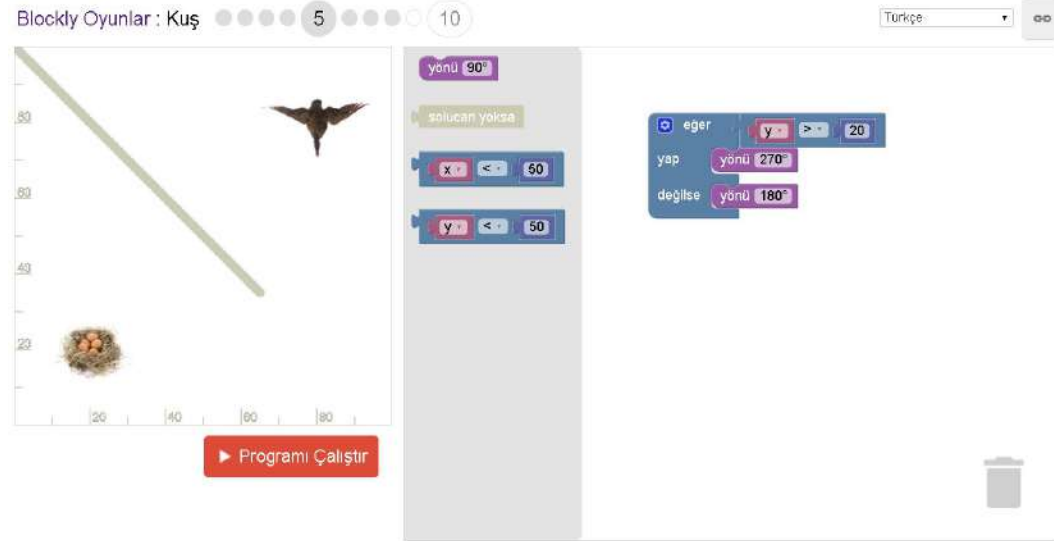 Blockly Oyunlar : Kuş 5 10 Türkçe
yönü 90°
solucan yoksa
x < 50
y < 50
eğer y > 20
yap yönü 270°
değilse yönü 180°
80
60
40
20
20 40 60 80
Programı Çalıştır